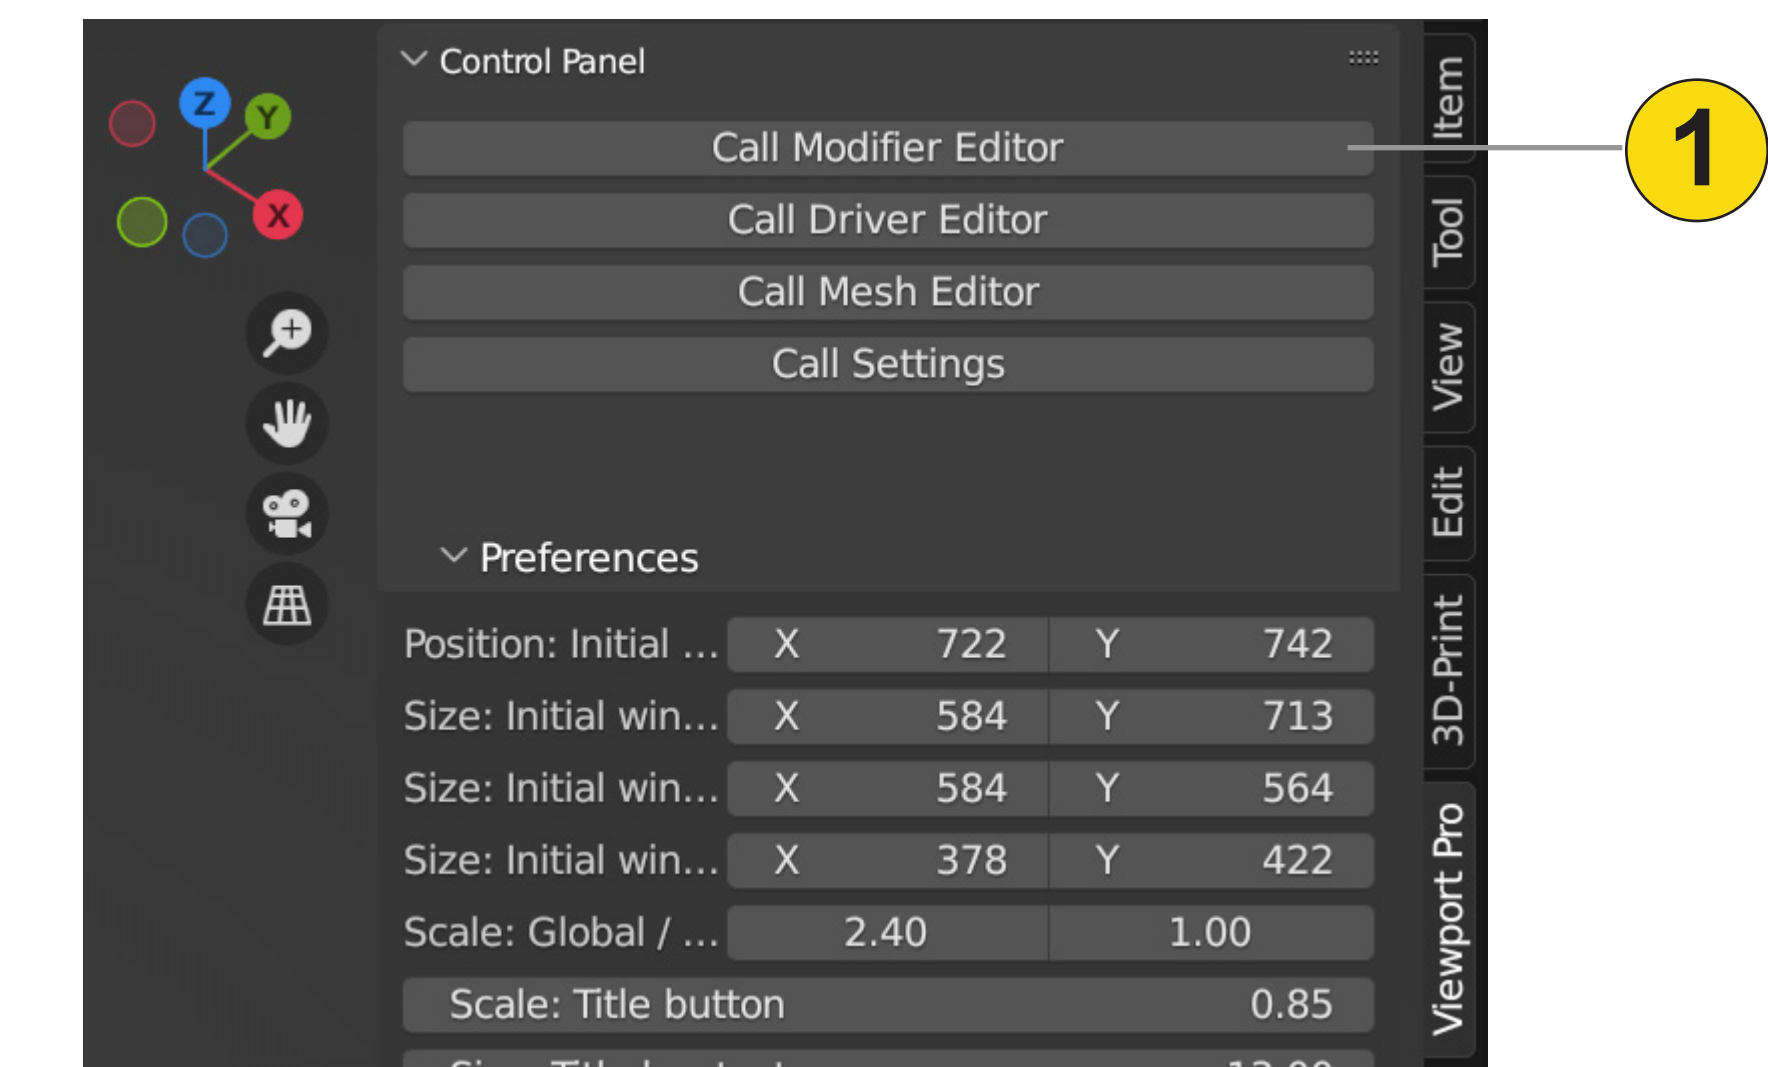 Control Panel
Call Modifier Editor
Call Driver Editor
Call Mesh Editor
Call Settings
Preferences
Position: Initial ... X 722 Y 742
Size: Initial win... X 584 Y 713
Size: Initial win... X 584 Y 564
Size: Initial win... X 378 Y 422
Scale: Global / ... 2.40 1.00
Scale: Title button 0.85
Z
Y
X
Item
Tool
View
Edit
3D-Print
Viewport Pro
1